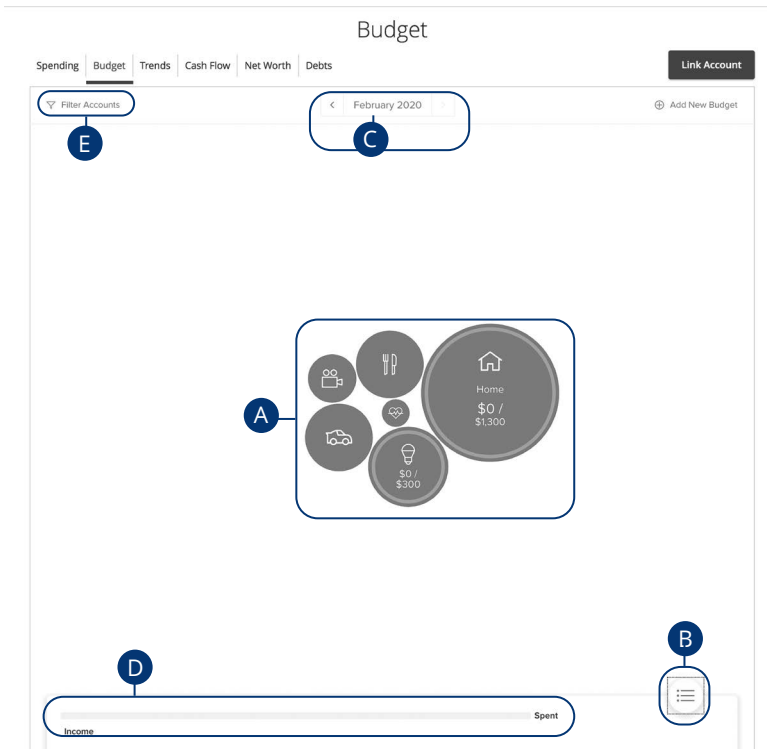 Budget
Spending Budget Trends Cash Flow Net Worth Debts Link Account
Filter Accounts February 2020 Add New Budget
E
C
Home
$0 /
$1,300
A
$0 /
$300
B
D
Spent
Income